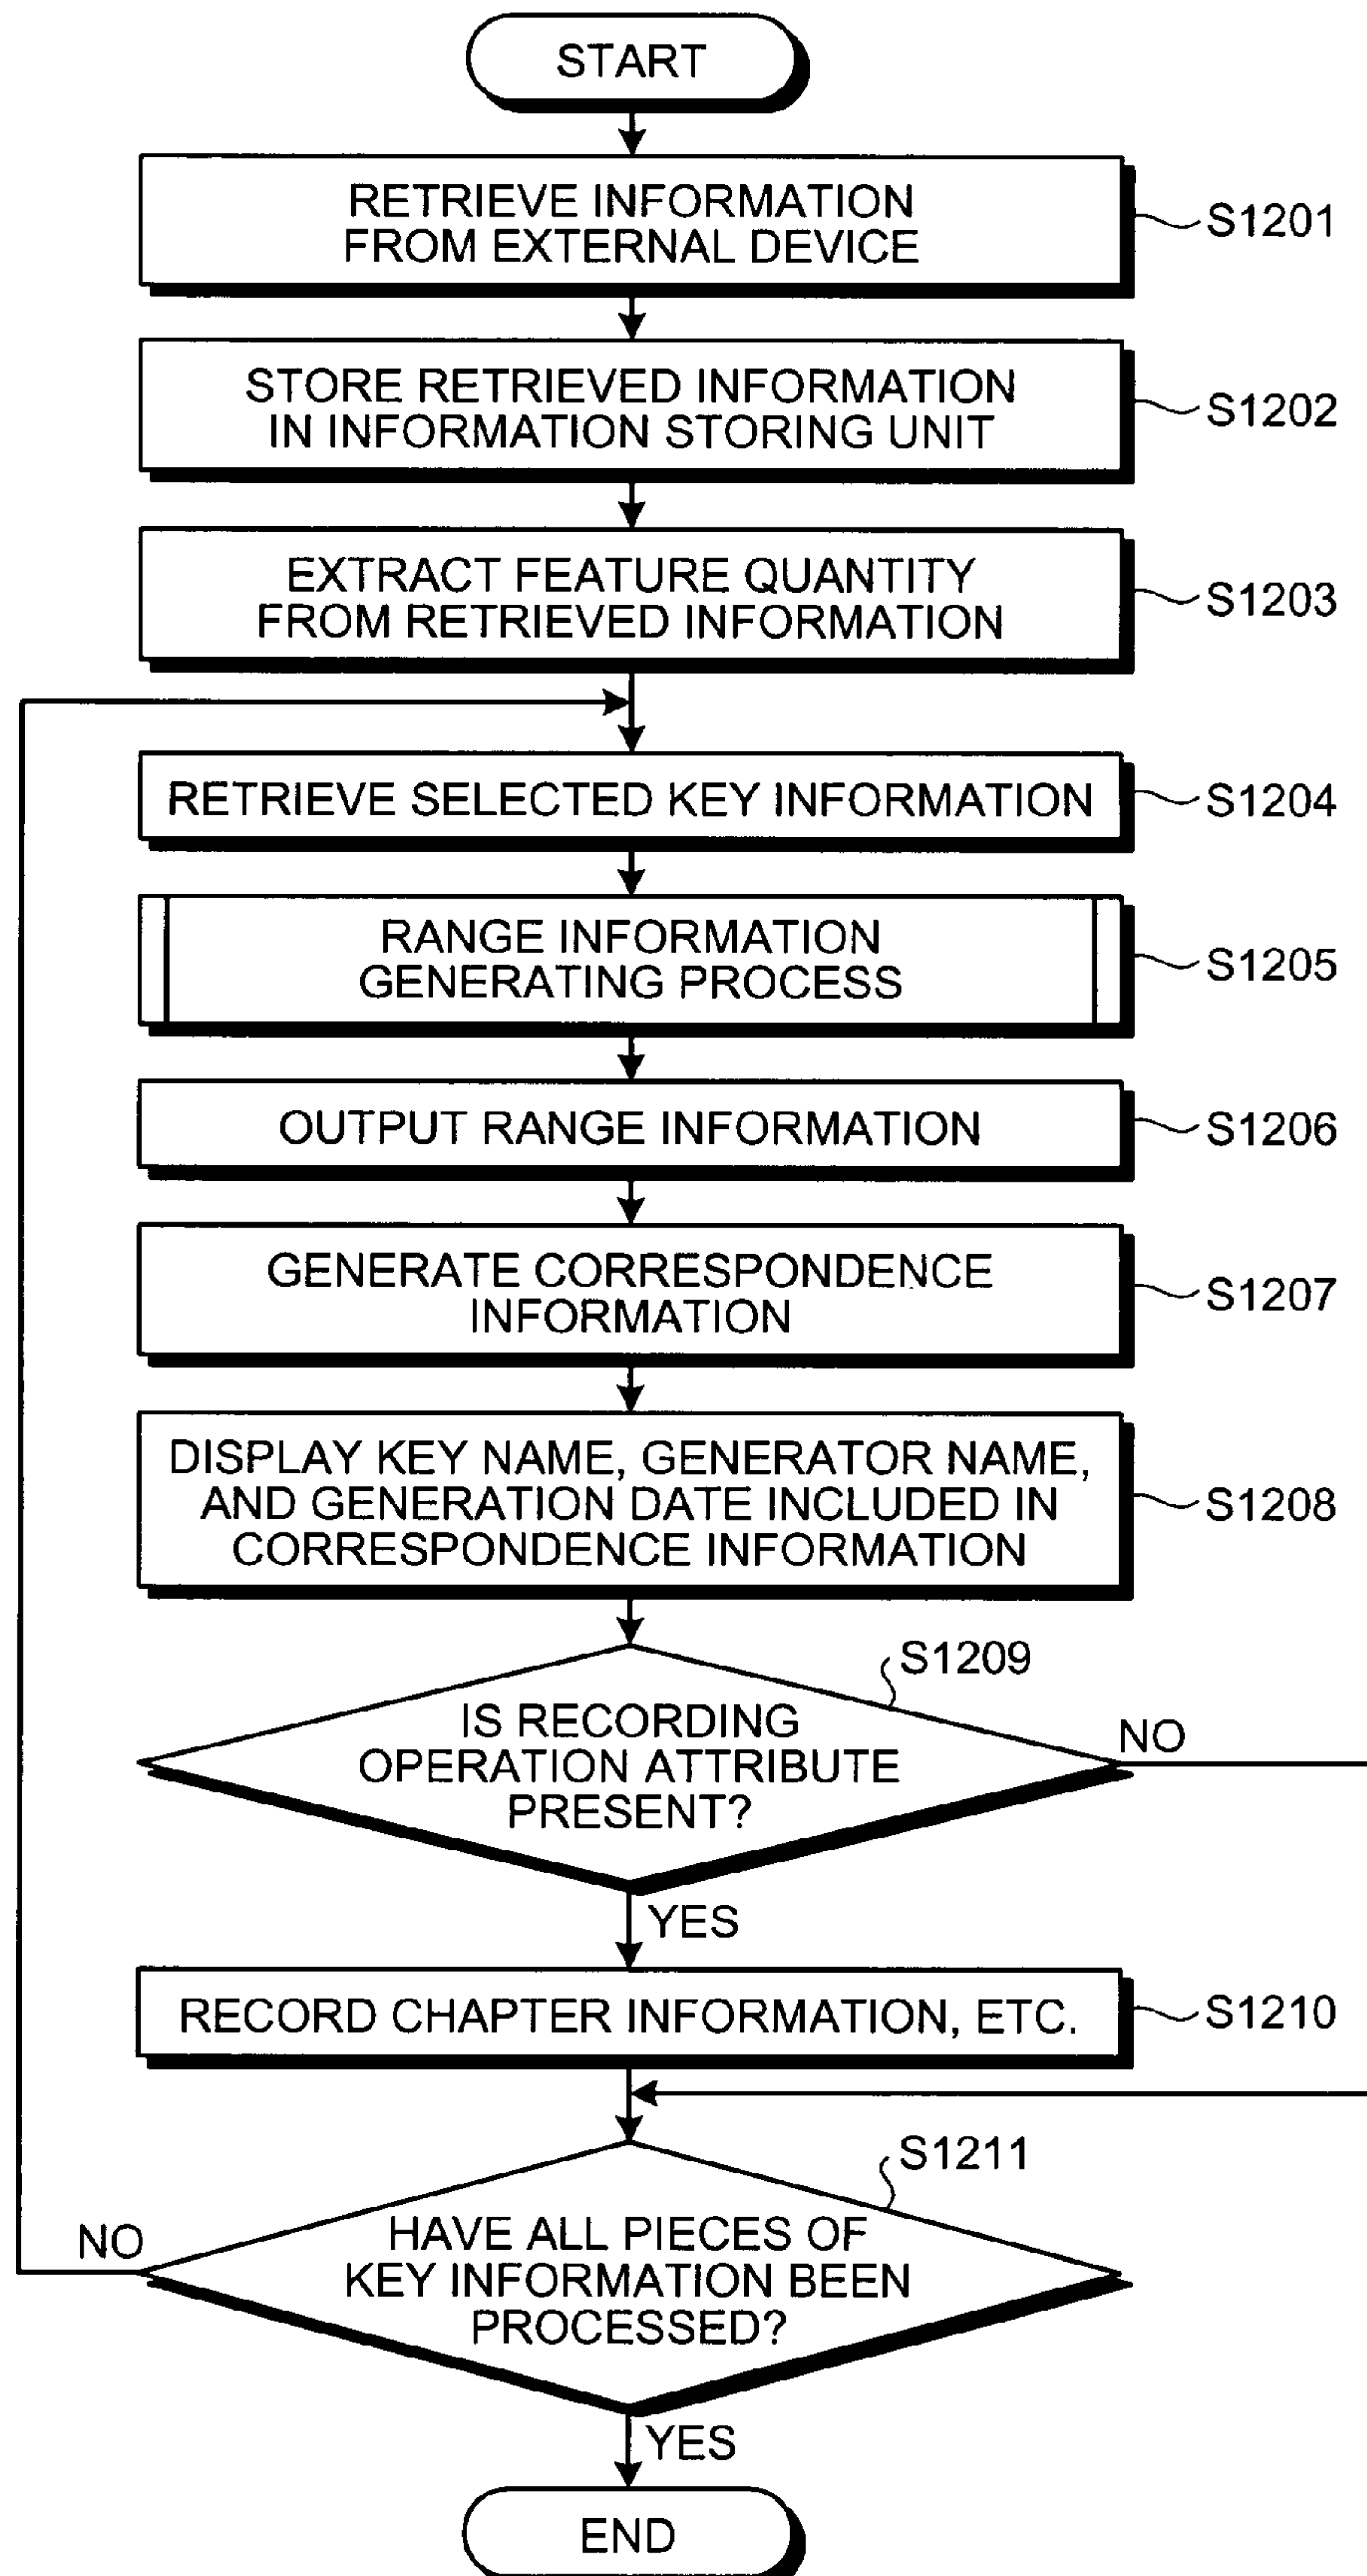 START
RETRIEVE INFORMATION
FROM EXTERNAL DEVICE
S1201
STORE RETRIEVED INFORMATION
IN INFORMATION STORING UNIT
S1202
EXTRACT FEATURE QUANTITY
FROM RETRIEVED INFORMATION
S1203
RETRIEVE SELECTED KEY INFORMATION
S1204
RANGE INFORMATION
GENERATING PROCESS
S1205
OUTPUT RANGE INFORMATION
S1206
GENERATE CORRESPONDENCE
INFORMATION
S1207
DISPLAY KEY NAME, GENERATOR NAME,
AND GENERATION DATE INCLUDED IN
CORRESPONDENCE INFORMATION
S1208
S1209
IS RECORDING
OPERATION ATTRIBUTE
PRESENT?
NO
YES
RECORD CHAPTER INFORMATION, ETC.
S1210
S1211
HAVE ALL PIECES OF
KEY INFORMATION BEEN
PROCESSED?
NO
YES
END